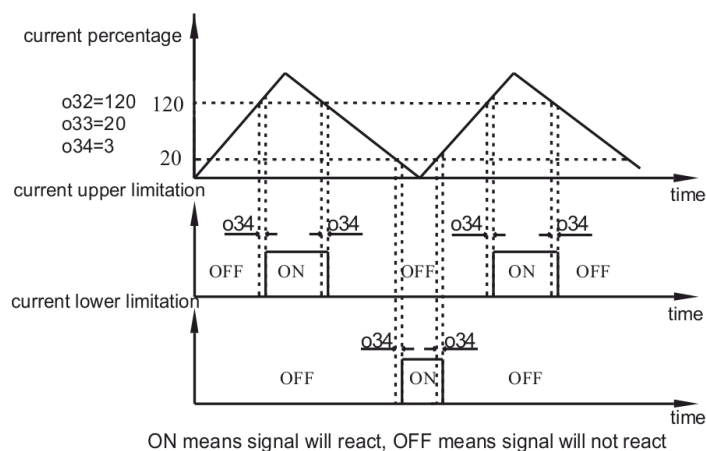 current percentage
o32=120
o33=20
o34=3
120
20
current upper limitation
time
o34
o34
o34
o34
OFF
ON
OFF
ON
OFF
current lower limitation
time
o34
o34
OFF
ON
OFF
time
ON means signal will react, OFF means signal will not react